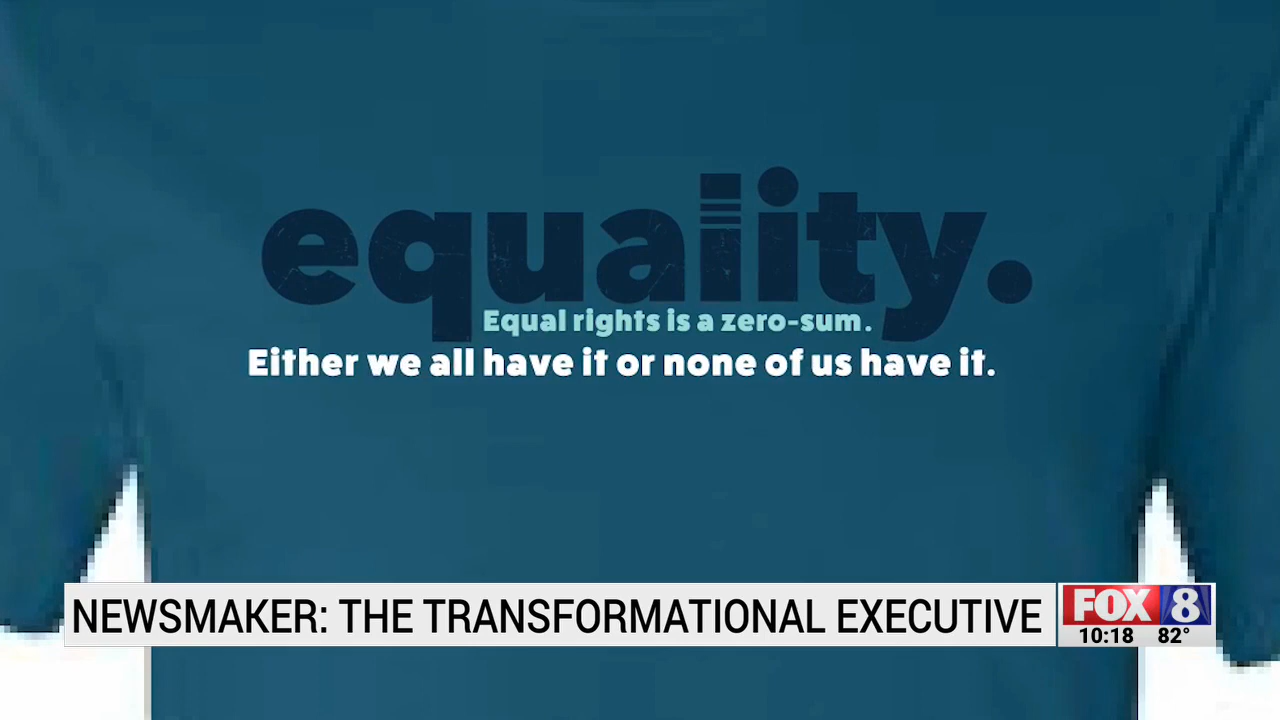 equality.
Equal rights is a zero-sum.
Either we all have it or none of us have it.
NEWSMAKER: THE TRANSFORMATIONAL EXECUTIVE
FOX 8
10:18 82°